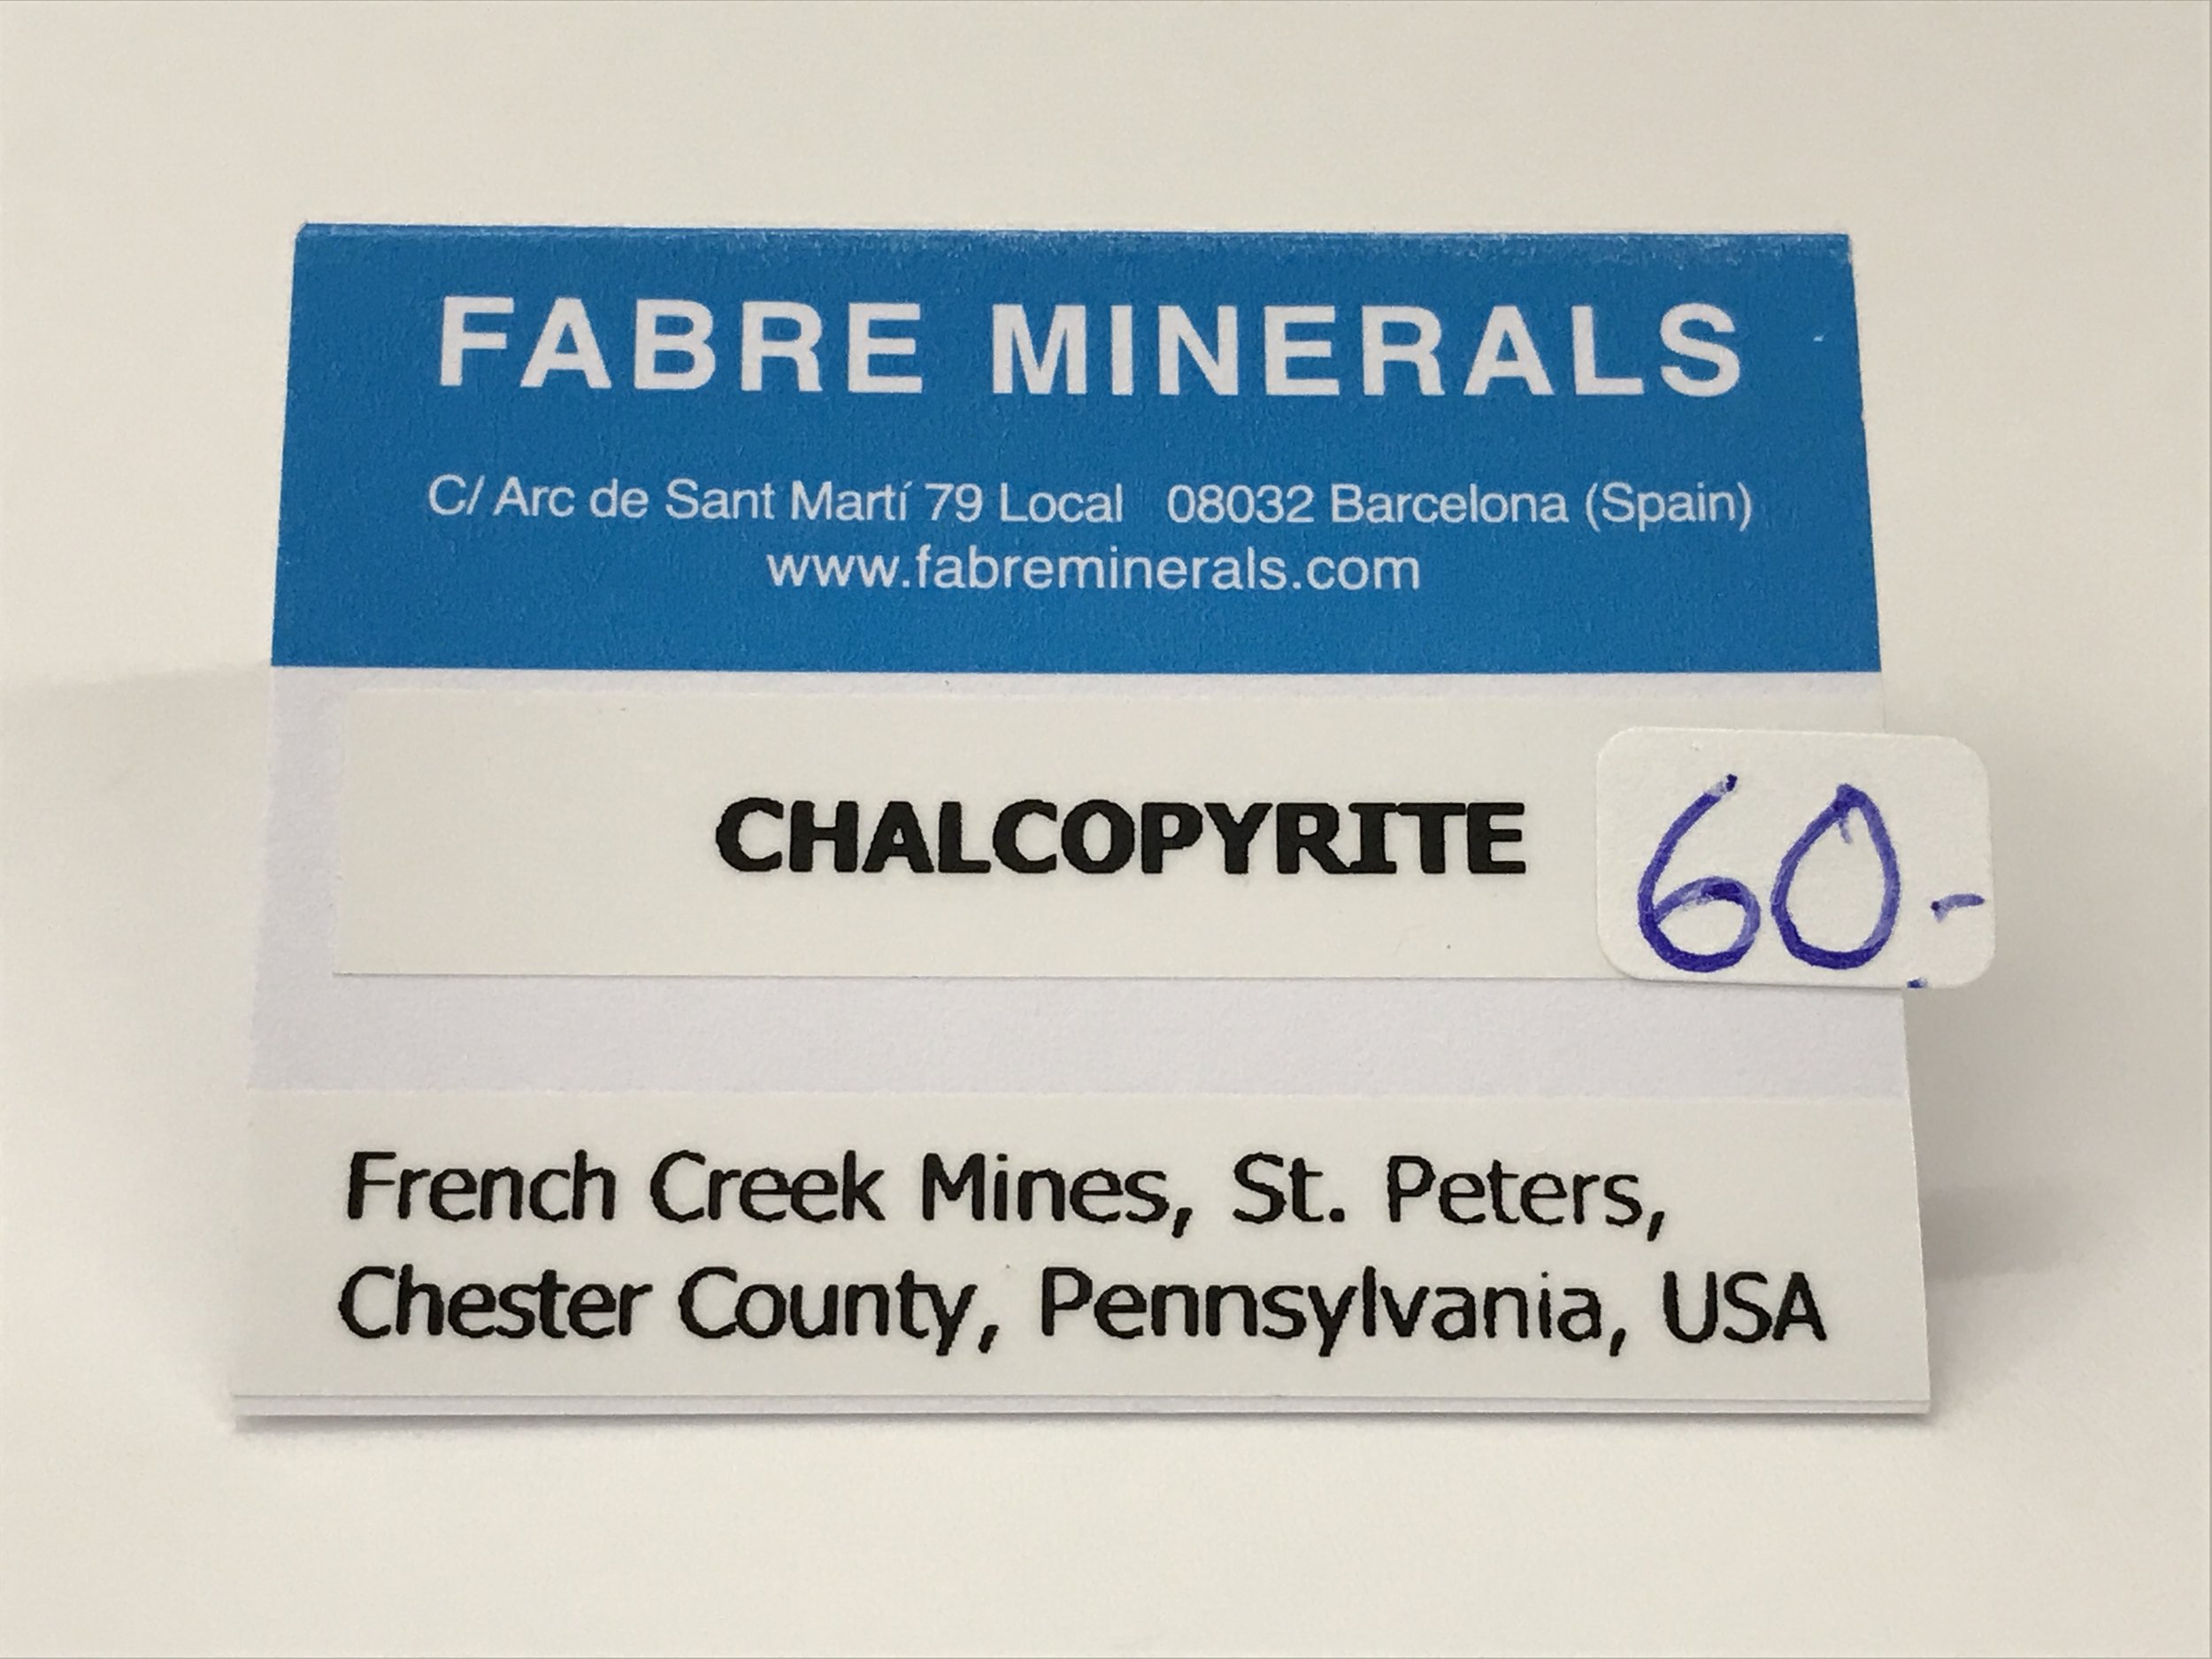 FABRE MINERALS
C/ Arc de Sant Martí 79 Local 08032 Barcelona (Spain)
www.fabreminerals.com
CHALCOPYRITE
60.-
French Creek Mines, St. Peters,
Chester County, Pennsylvania, USA